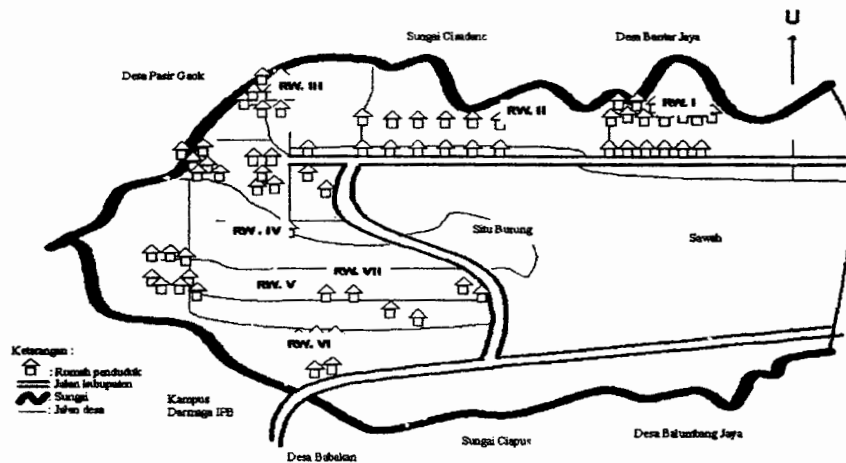 U
Sungai Cisadane
Desa Bantar Jaya
Desa Pasir Gaok
RW. III
RW. II
RW. I
RW. IV
Situ Burung
Sawah
RW. VII
RW. V
RW. VI
Keterangan :
: Rumah penduduk
: Jalan kabupaten
: Sungai
: Jalan desa
Kampus
Darmaga IPB
Desa Babakan
Sungai Ciapus
Desa Balumbang Jaya